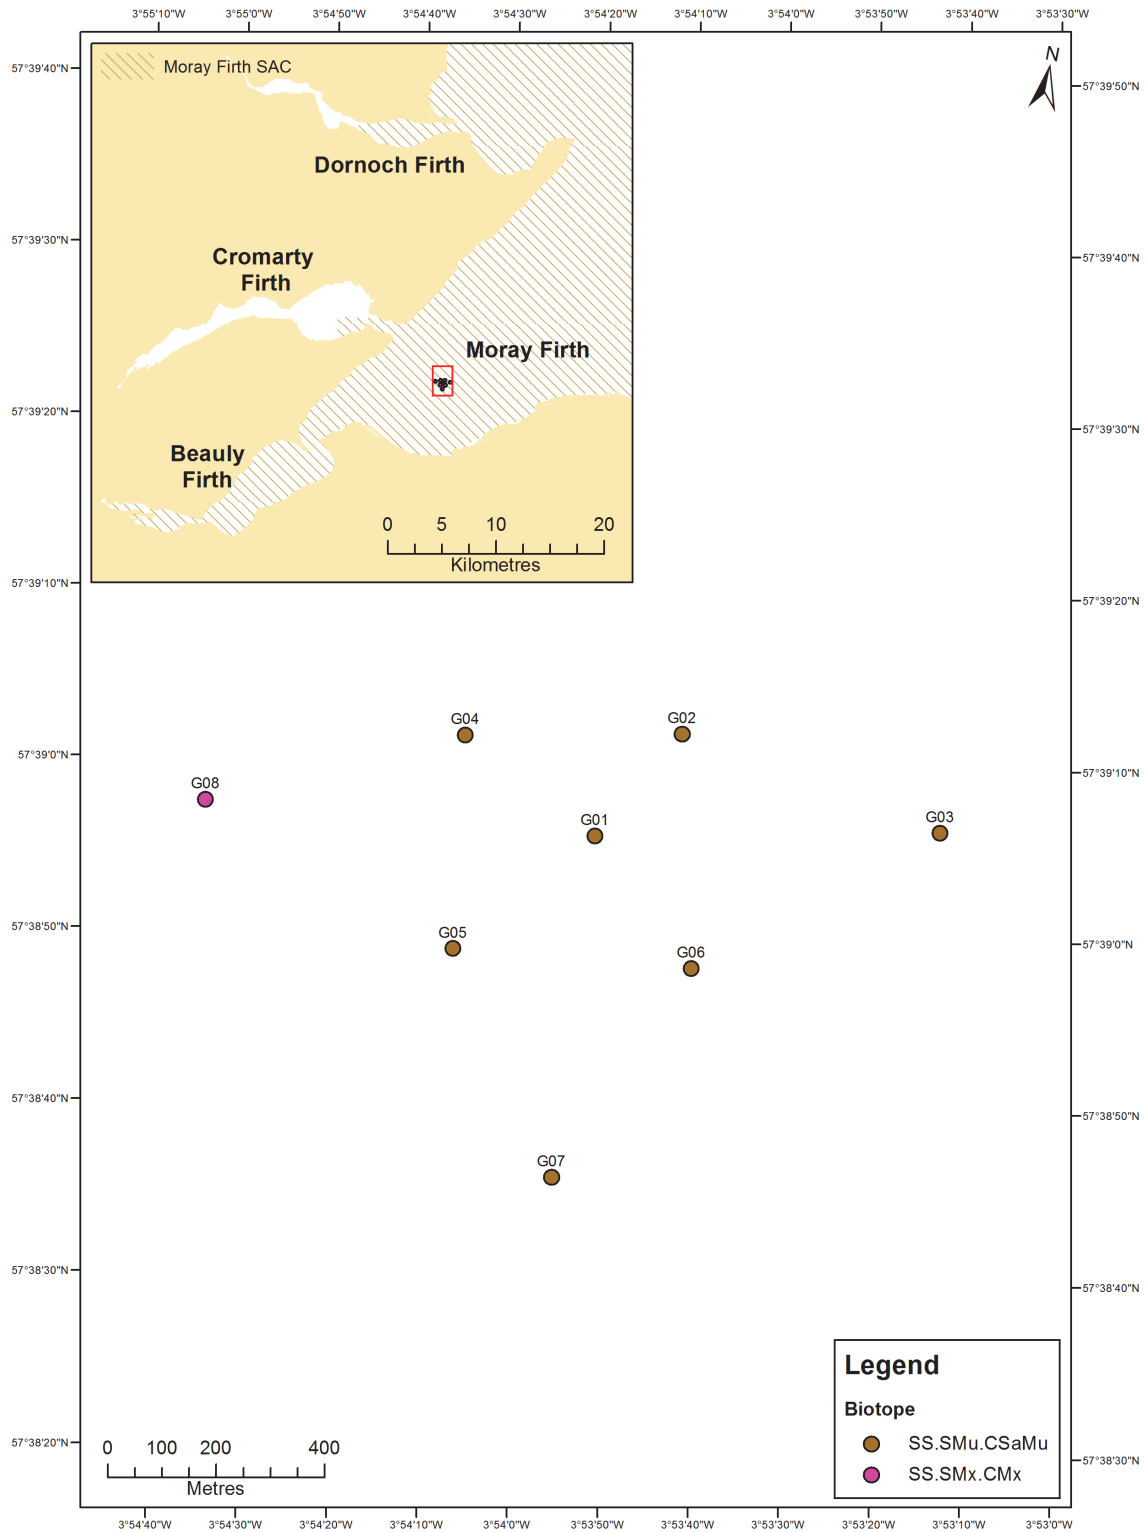 3°55'10"W 3°55'0"W 3°54'50"W 3°54'40"W 3°54'30"W 3°54'20"W 3°54'10"W 3°54'0"W 3°53'50"W 3°53'40"W 3°53'30"W
N
Moray Firth SAC
57°39'40"N
57°39'50"N
Dornoch Firth
57°39'30"N
57°39'40"N
Cromarty
Firth
Moray Firth
57°39'20"N
57°39'30"N
Beauly
Firth
0 5 10 20
Kilometres
57°39'10"N
57°39'20"N
G04
G02
57°39'0"N
57°39'10"N
G08
G01
G03
57°38'50"N
57°39'0"N
G05
G06
57°38'40"N
57°38'50"N
G07
57°38'30"N
57°38'40"N
Legend
Biotope
SS.SMu.CSaMu
SS.SMx.CMx
57°38'20"N
57°38'30"N
0 100 200 400
Metres
3°54'40"W 3°54'30"W 3°54'20"W 3°54'10"W 3°54'0"W 3°53'50"W 3°53'40"W 3°53'30"W 3°53'20"W 3°53'10"W 3°53'0"W